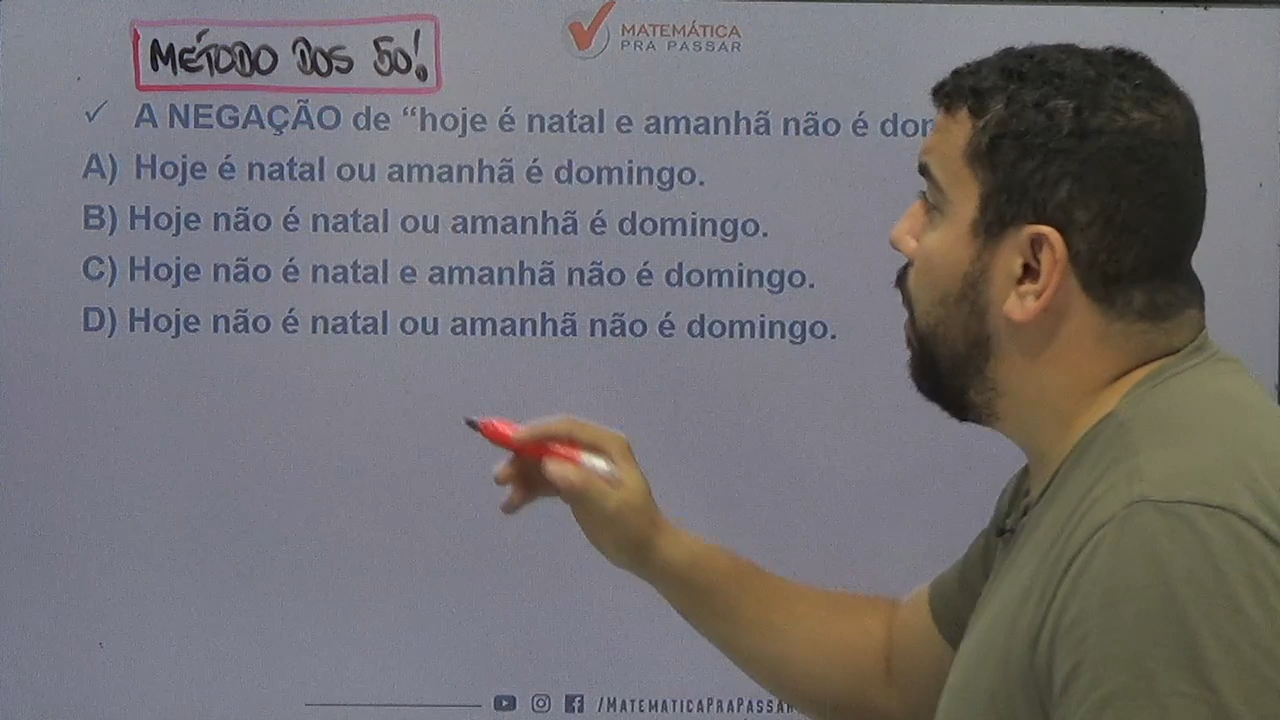 MÉTODO DOS 50!
MATEMÁTICA
PRA PASSAR
✓ A NEGAÇÃO de “hoje é natal e amanhã não é
A) Hoje é natal ou amanhã é domingo.
B) Hoje não é natal ou amanhã é domingo.
C) Hoje não é natal e amanhã não é domingo.
D) Hoje não é natal ou amanhã não é domingo.
/MATEMATICAPRAPASSAR